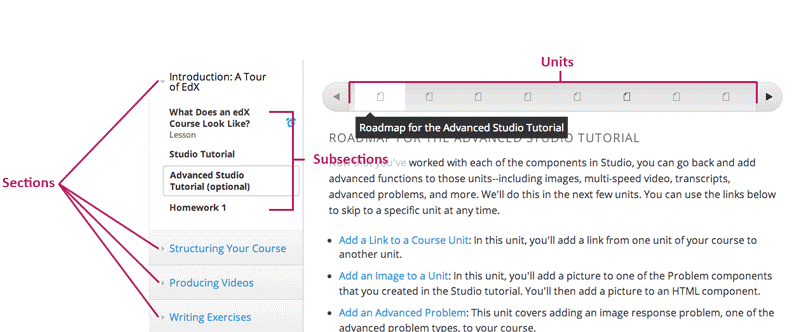 Units
Introduction: A Tour
of EdX
What Does an edX
Course Look Like?
Lesson
Studio Tutorial
Advanced Studio
Tutorial (optional)
Homework 1
Structuring Your Course
Producing Videos
Writing Exercises
Sections
Subsections
Roadmap for the Advanced Studio Tutorial
ROADMAP FOR THE ADVANCED STUDIO TUTORIAL
you've worked with each of the components in Studio, you can go back and add
advanced functions to those units--including images, multi-speed video, transcripts,
advanced problems, and more. We'll do this in the next few units. You can use the links below
to skip to a specific unit at any time.
• Add a Link to a Course Unit: In this unit, you'll add a link from one unit of your course to
another unit.
• Add an Image to a Unit: In this unit, you'll add a picture to one of the Problem components
that you created in the Studio tutorial. You'll then add a picture to an HTML component.
• Add an Advanced Problem: This unit covers adding an image response problem, one of the
advanced problem types, to your course.